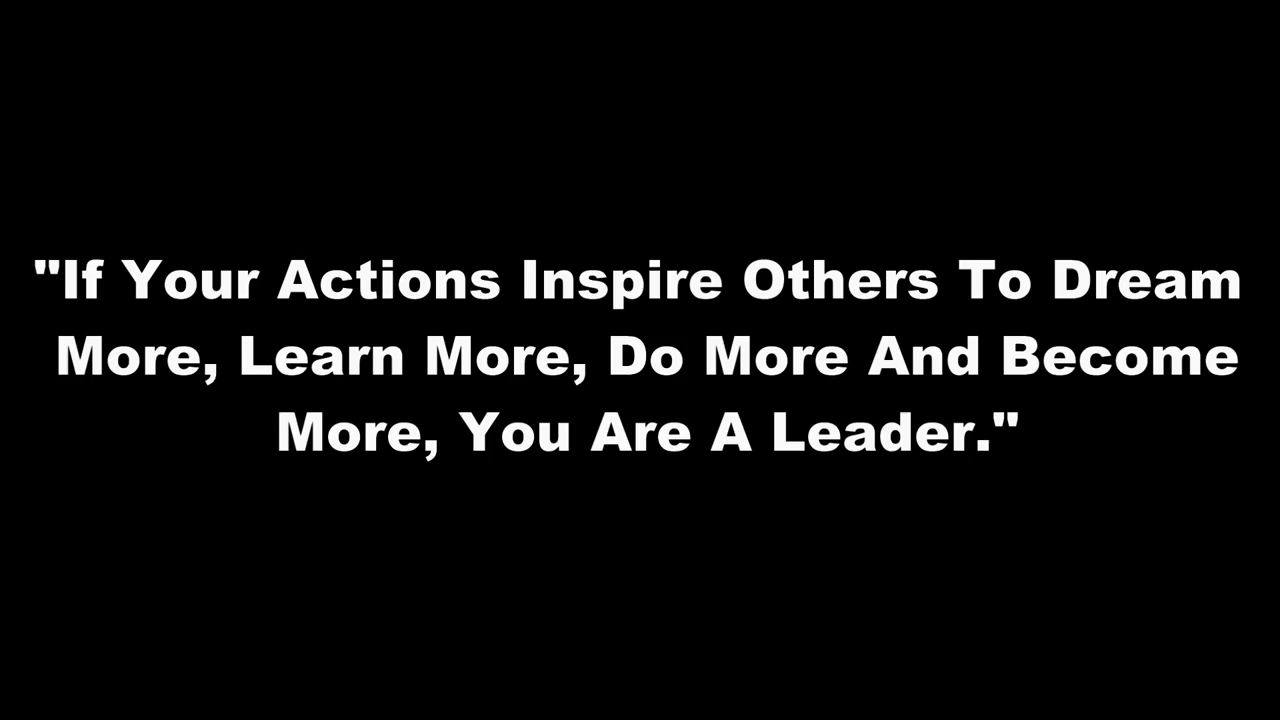 "If Your Actions Inspire Others To Dream
More, Learn More, Do More And Become
More, You Are A Leader."